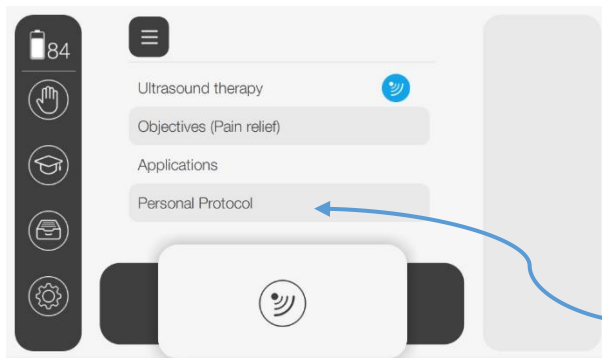 84
Ultrasound therapy
Objectives (Pain relief)
Applications
Personal Protocol